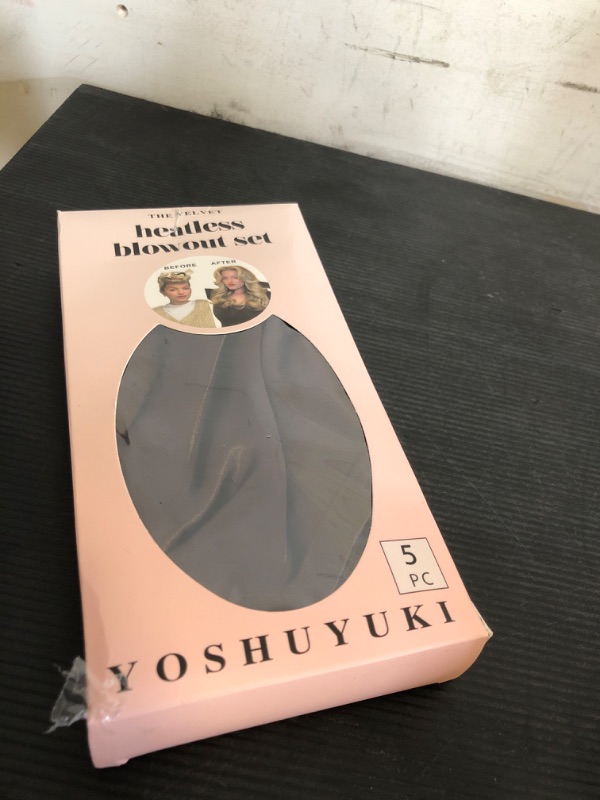 THE VELVET
heatless
blowout set
BEFORE AFTER
5
PC
YOSHUYUKI